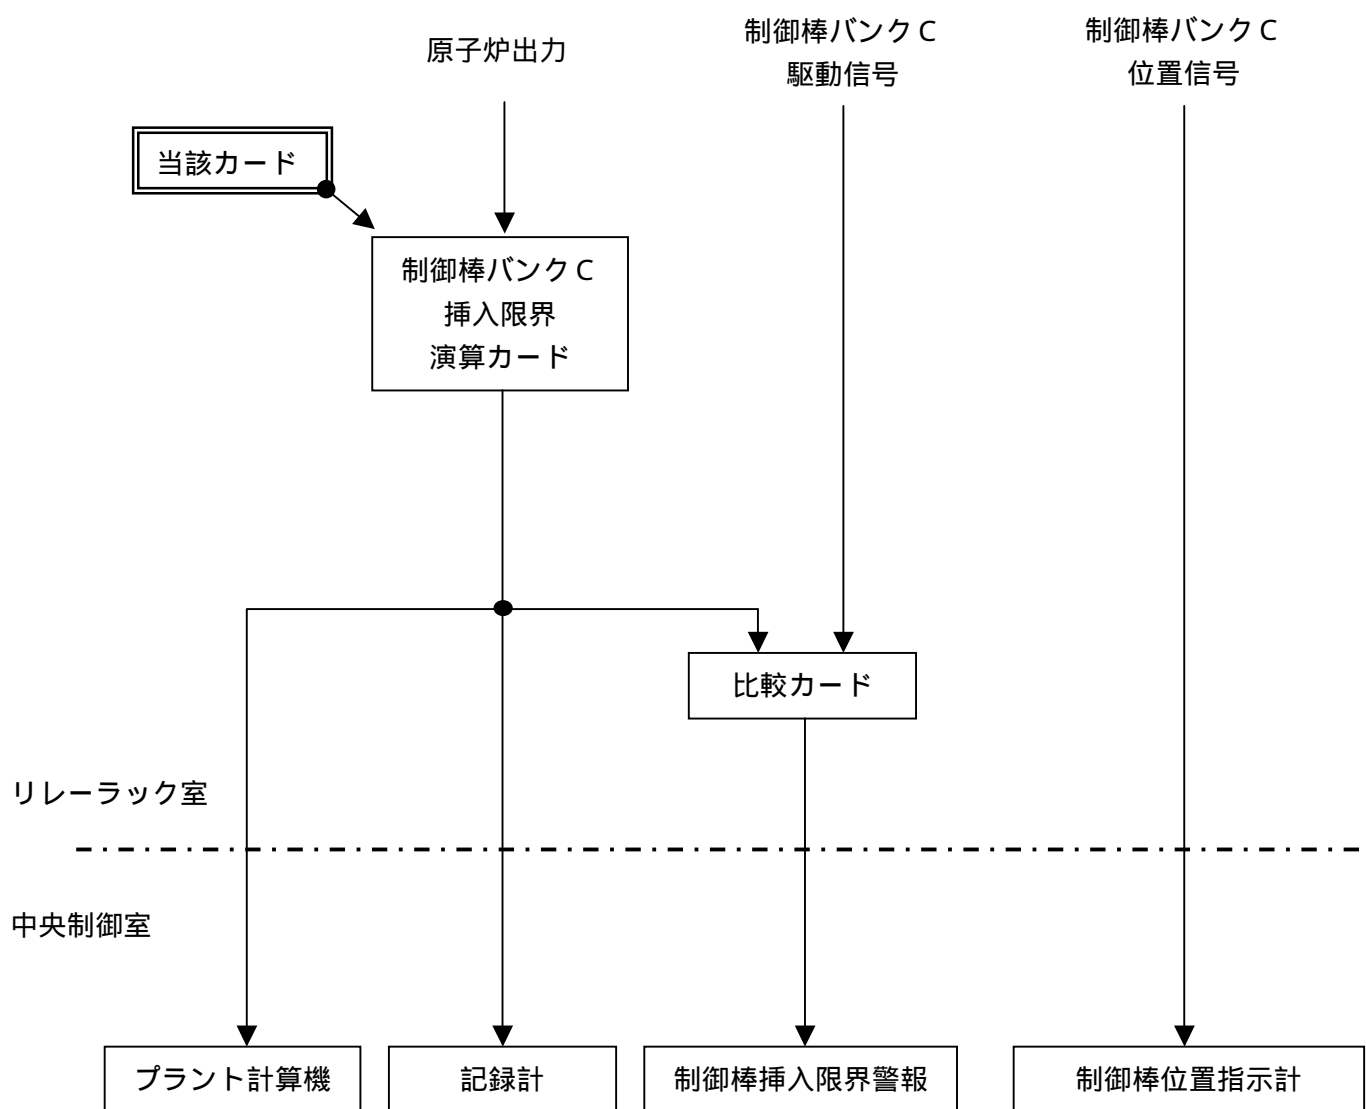 原子炉出力
制御棒バンクC
駆動信号
制御棒バンクC
位置信号
当該カード
制御棒バンクC
挿入限界
演算カード
比較カード
リレーラック室
中央制御室
プラント計算機
記録計
制御棒挿入限界警報
制御棒位置指示計